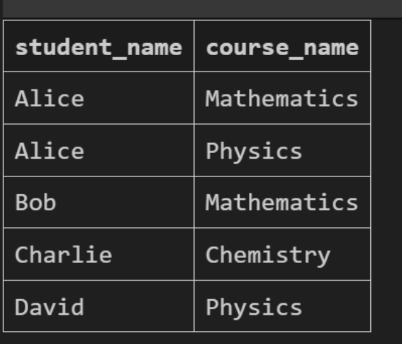 student_name course_name
Alice Mathematics
Alice Physics
Bob Mathematics
Charlie Chemistry
David Physics